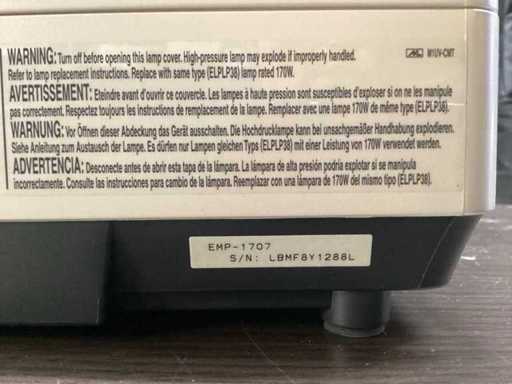 WARNING: Turn off before opening this lamp cover. High-pressure lamp may explode if improperly handled.
Refer to lamp replacement instructions. Replace with same type (ELPLP38) lamp rated 170W.
M1UV-CMT
AVERTISSEMENT: Eteindre avant d'ouvrir ce couvercle. Les lampes à haute pression sont susceptibles d'exploser si on ne les manipule
pas correctement. Respectez toujours les instructions de remplacement de la lampe. Remplacer avec une lampe 170W de même type (ELPLP38).
WARNUNG: Vor Öffnen dieser Abdeckung das Gerät ausschalten. Die Hochdrucklampe kann bei unsachgemäßer Handhabung explodieren.
Siehe Anleitung zum Austausch der Lampe. Es dürfen nur Lampen gleichen Typs (ELPLP38) mit einer Leistung von 170W verwendet werden.
ADVERTENCIA: Desconecte antes de abrir esta tapa de la lámpara. La lámpara de alta presión podría explotar si se manipula
incorrectamente. Consulte las instrucciones para cambio de la lámpara. Reemplazar con una lámpara de 170W del mismo tipo (ELPLP38).
EMP-1707
S/N: LBMF8Y1288L